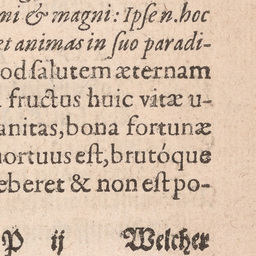 ni & magni: Ipſe n. hoc
et animas in ſuo paradi-
od ſalutem æternam
fructus huic vitæ u-
anitas, bona fortunæ
ortuus eſt, brutóque
eberet & non eſt po-
P ij Welcher